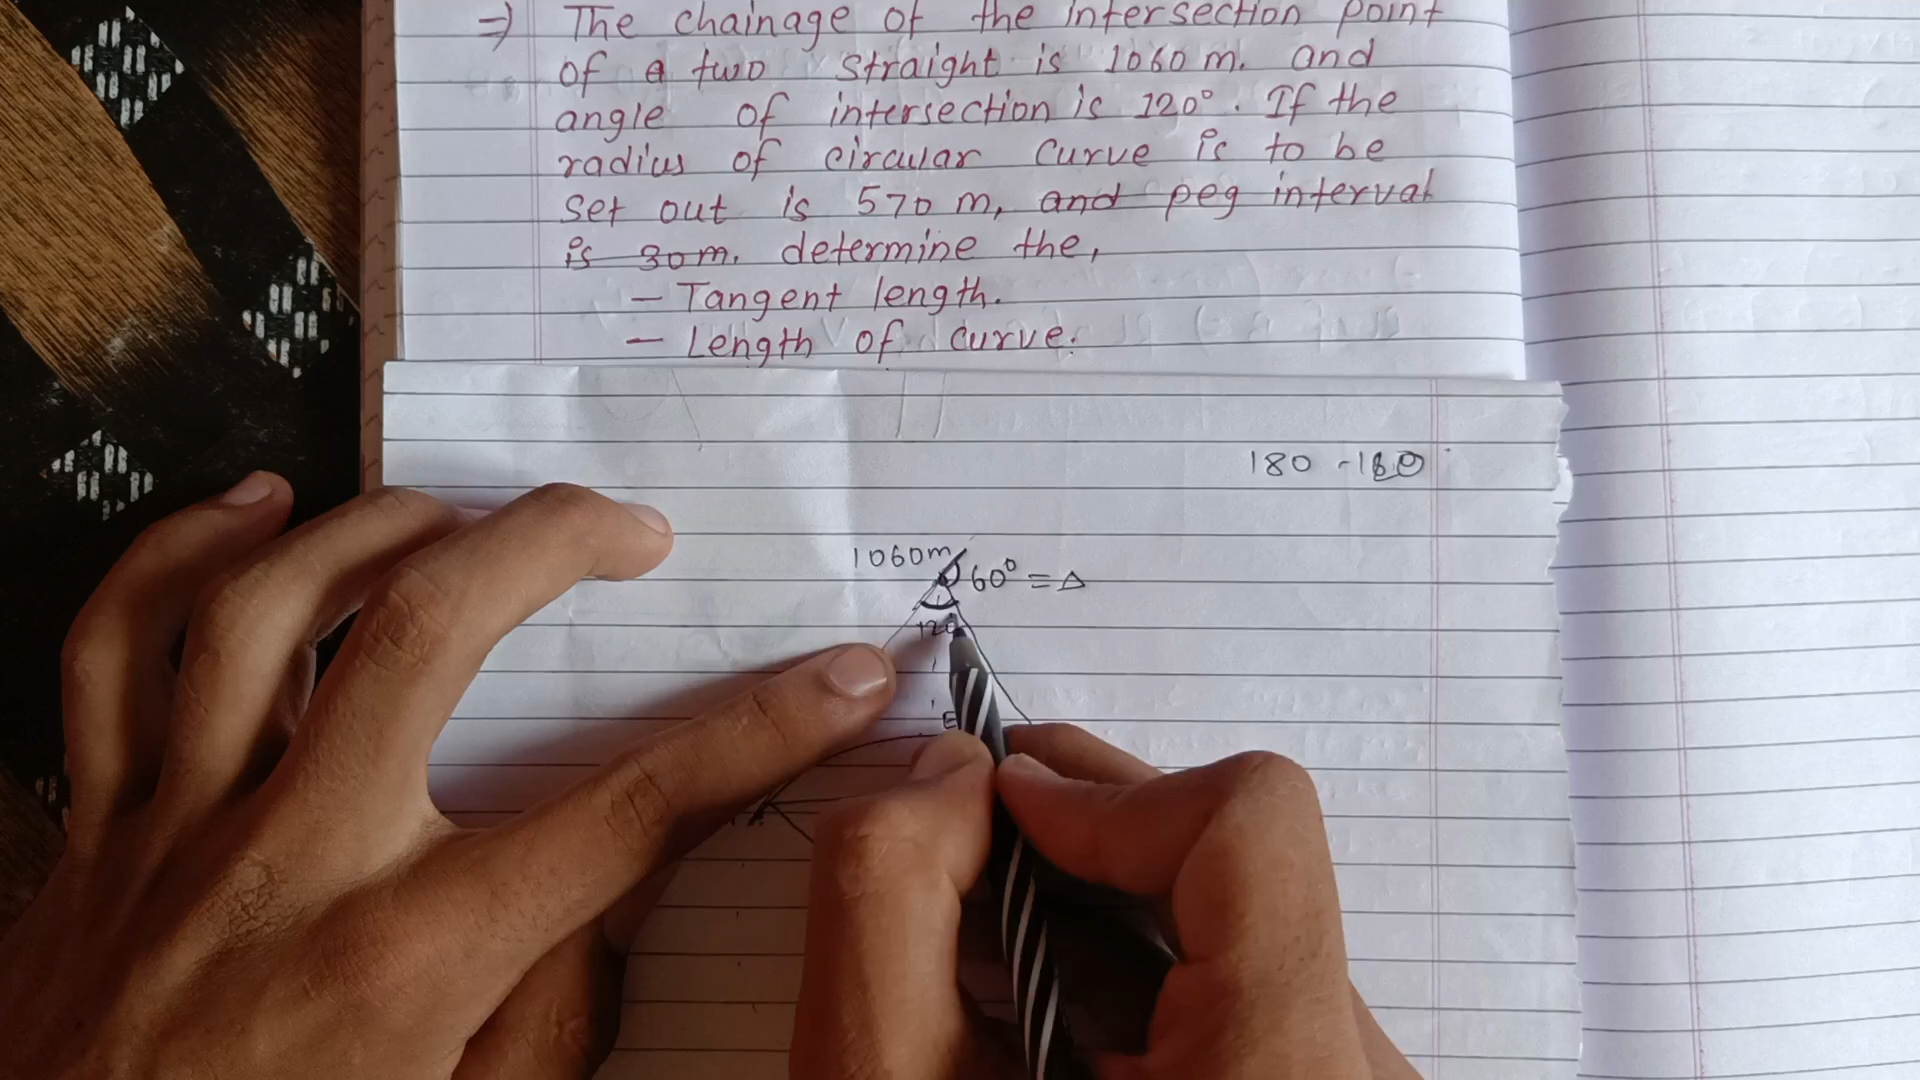 => The chainage of the intersection point
of a two straight is 1060 m. and
angle of intersection is 120°. If the
radius of circular curve is to be
set out is 570 m, and peg interval
is 30m. determine the,
- Tangent length.
- Length of curve.
180 -180
1060m 60° = Δ
120
E